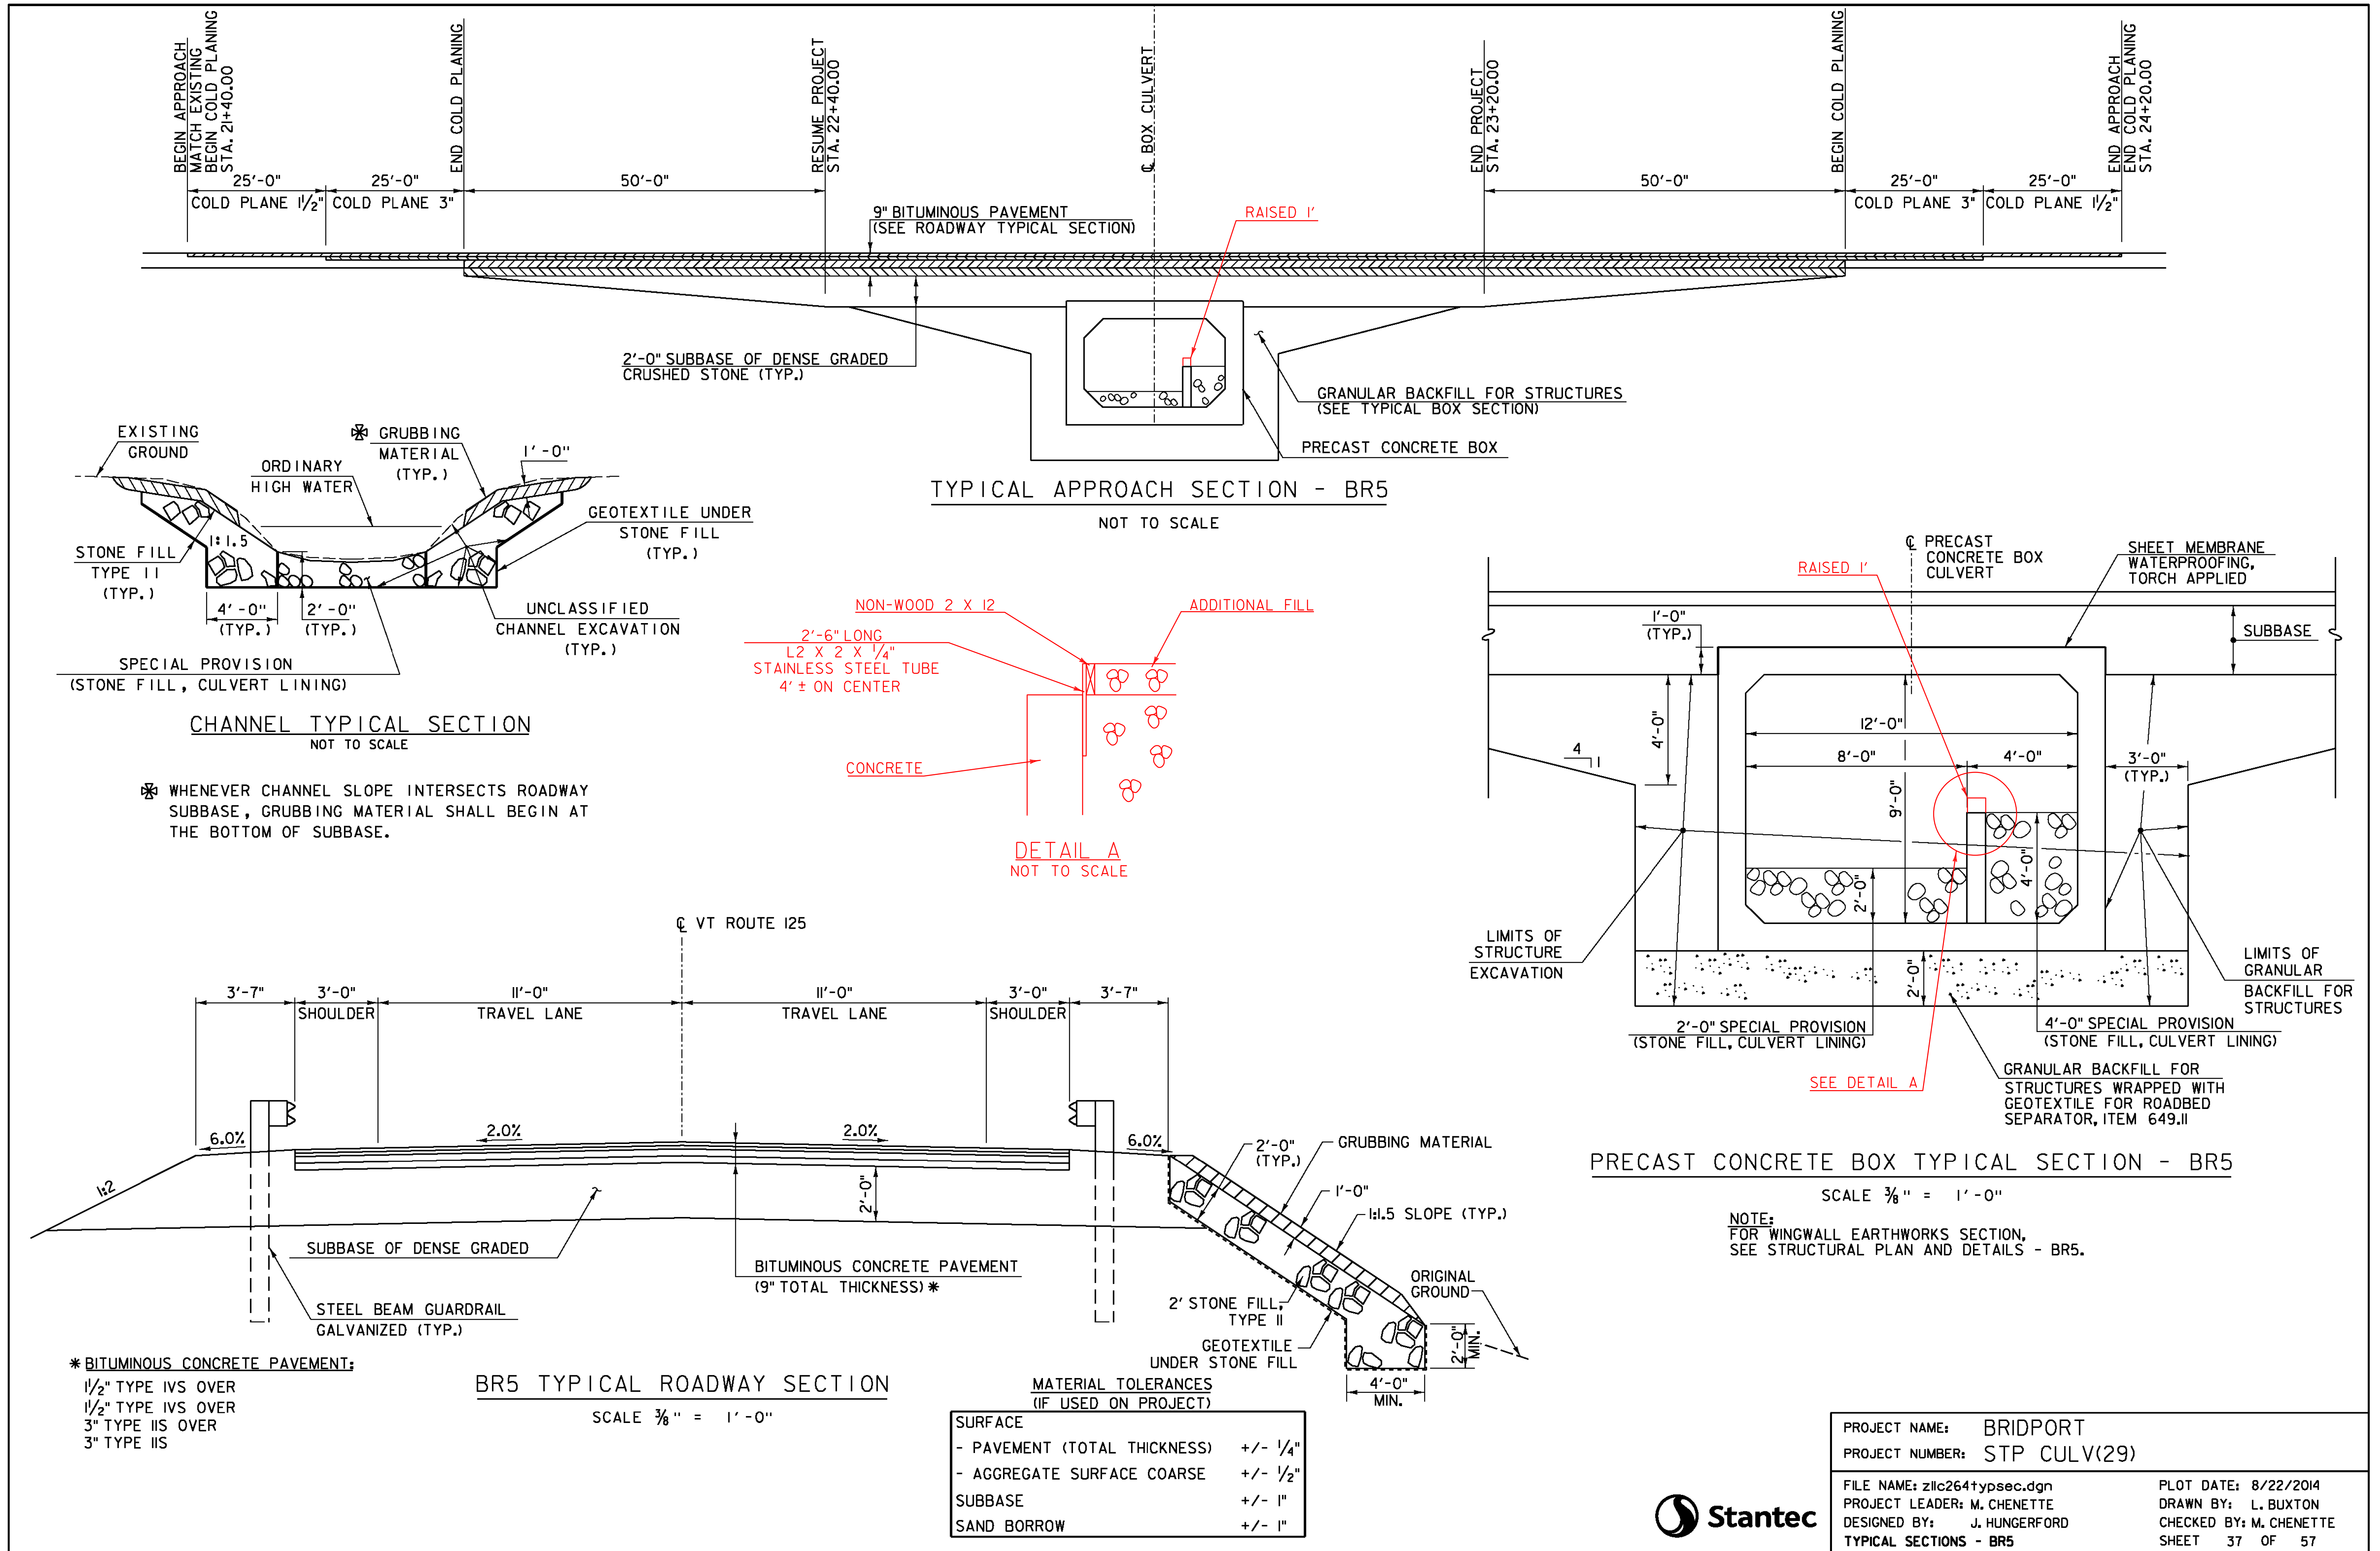 BEGIN APPROACH
MATCH EXISTING
BEGIN COLD PLANING
STA. 21+40.00
END COLD PLANING
RESUME PROJECT
STA. 22+40.00
℄ BOX CULVERT
END PROJECT
STA. 23+20.00
BEGIN COLD PLANING
END APPROACH
END COLD PLANING
STA. 24+20.00
25'-0"
COLD PLANE 1½"
25'-0"
COLD PLANE 3"
50'-0"
50'-0"
25'-0"
COLD PLANE 3"
25'-0"
COLD PLANE 1½"
9" BITUMINOUS PAVEMENT
(SEE ROADWAY TYPICAL SECTION)
RAISED 1'
2'-0" SUBBASE OF DENSE GRADED
CRUSHED STONE (TYP.)
GRANULAR BACKFILL FOR STRUCTURES
(SEE TYPICAL BOX SECTION)
PRECAST CONCRETE BOX
TYPICAL APPROACH SECTION - BR5
NOT TO SCALE
EXISTING
GROUND
ORDINARY
HIGH WATER
GRUBBING
MATERIAL
(TYP.)
1'-0"
GEOTEXTILE UNDER
STONE FILL
(TYP.)
1:1.5
STONE FILL
TYPE II
(TYP.)
4'-0"
(TYP.)
2'-0"
(TYP.)
UNCLASSIFIED
CHANNEL EXCAVATION
(TYP.)
SPECIAL PROVISION
(STONE FILL, CULVERT LINING)
CHANNEL TYPICAL SECTION
NOT TO SCALE
WHENEVER CHANNEL SLOPE INTERSECTS ROADWAY
SUBBASE, GRUBBING MATERIAL SHALL BEGIN AT
THE BOTTOM OF SUBBASE.
NON-WOOD 2 X 12
ADDITIONAL FILL
2'-6" LONG
L2 X 2 X ¼"
STAINLESS STEEL TUBE
4' ± ON CENTER
CONCRETE
DETAIL A
NOT TO SCALE
℄ PRECAST
CONCRETE BOX
CULVERT
SHEET MEMBRANE
WATERPROOFING,
TORCH APPLIED
RAISED 1'
1'-0"
(TYP.)
SUBBASE
4'-0"
12'-0"
8'-0"
4'-0"
3'-0"
(TYP.)
4
1
9'-0"
2'-0"
4'-0"
2'-0"
LIMITS OF
STRUCTURE
EXCAVATION
LIMITS OF
GRANULAR
BACKFILL FOR
STRUCTURES
2'-0" SPECIAL PROVISION
(STONE FILL, CULVERT LINING)
4'-0" SPECIAL PROVISION
(STONE FILL, CULVERT LINING)
SEE DETAIL A
GRANULAR BACKFILL FOR
STRUCTURES WRAPPED WITH
GEOTEXTILE FOR ROADBED
SEPARATOR, ITEM 649.11
PRECAST CONCRETE BOX TYPICAL SECTION - BR5
SCALE ⅜" = 1'-0"
NOTE:
FOR WINGWALL EARTHWORKS SECTION,
SEE STRUCTURAL PLAN AND DETAILS - BR5.
℄ VT ROUTE 125
3'-7"
3'-0"
SHOULDER
11'-0"
TRAVEL LANE
11'-0"
TRAVEL LANE
3'-0"
SHOULDER
3'-7"
6.0%
2.0%
2.0%
6.0%
1:2
2'-0"
SUBBASE OF DENSE GRADED
STEEL BEAM GUARDRAIL
GALVANIZED (TYP.)
BITUMINOUS CONCRETE PAVEMENT
(9" TOTAL THICKNESS) *
2'-0"
(TYP.)
GRUBBING MATERIAL
1'-0"
1:1.5 SLOPE (TYP.)
2' STONE FILL,
TYPE II
GEOTEXTILE
UNDER STONE FILL
ORIGINAL
GROUND
2'-0"
MIN.
4'-0"
MIN.
* BITUMINOUS CONCRETE PAVEMENT:
1½" TYPE IVS OVER
1½" TYPE IVS OVER
3" TYPE IIS OVER
3" TYPE IIS
BR5 TYPICAL ROADWAY SECTION
SCALE ⅜" = 1'-0"
MATERIAL TOLERANCES
(IF USED ON PROJECT)
SURFACE
- PAVEMENT (TOTAL THICKNESS) +/- ¼"
- AGGREGATE SURFACE COARSE +/- ½"
SUBBASE +/- 1"
SAND BORROW +/- 1"
Stantec
PROJECT NAME: BRIDPORT
PROJECT NUMBER: STP CULV(29)
FILE NAME: z11c264typsec.dgn PLOT DATE: 8/22/2014
PROJECT LEADER: M. CHENETTE DRAWN BY: L. BUXTON
DESIGNED BY: J. HUNGERFORD CHECKED BY: M. CHENETTE
TYPICAL SECTIONS - BR5 SHEET 37 OF 57